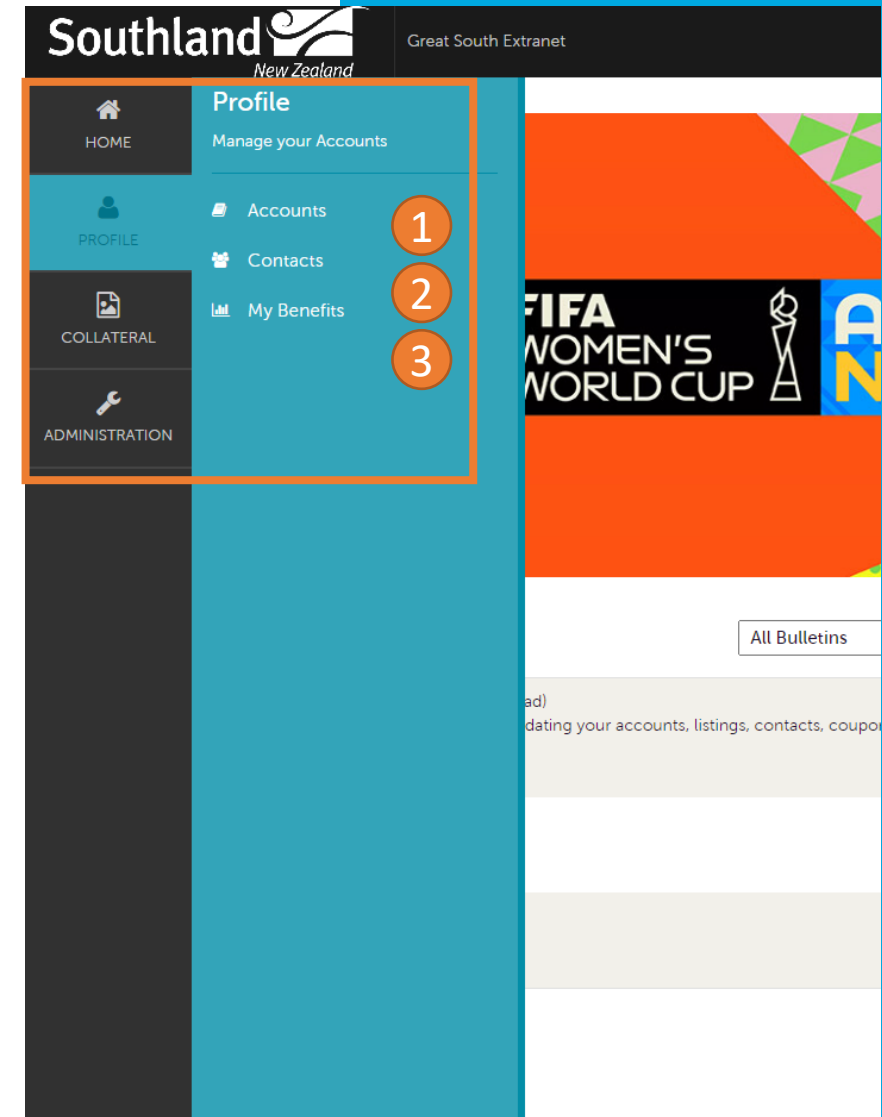 Southland
New Zealand
Great South Extranet
HOME
PROFILE
COLLATERAL
ADMINISTRATION
Profile
Manage your Accounts
Accounts
1
Contacts
2
My Benefits
3
FIFA
WOMEN'S
WORLD CUP
A
N
All Bulletins
ad)
dating your accounts, listings, contacts, coupo